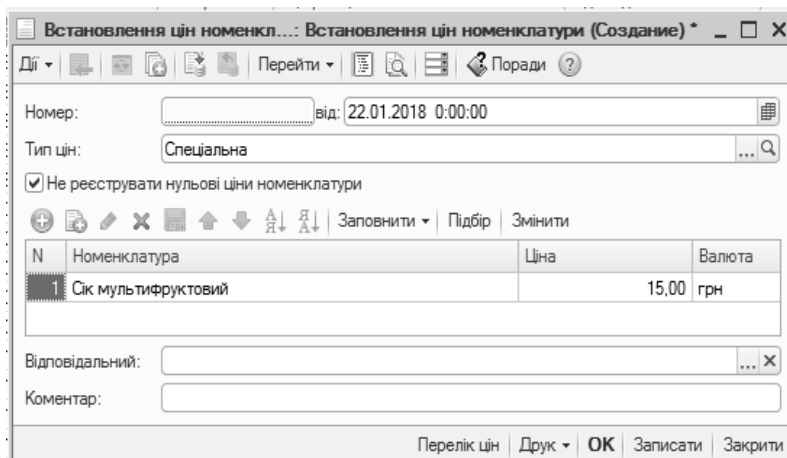 Встановлення цін номенкл...: Встановлення цін номенклатури (Создание) *
Дії Перейти Поради
Номер: від: 22.01.2018 0:00:00
Тип цін: Спеціальна
Не реєструвати нульові ціни номенклатури
Заповнити Підбір Змінити
N Номенклатура Ціна Валюта
1 Сік мультифруктовий 15,00 грн
Відповідальний:
Коментар:
Перелік цін Друк OK Записати Закрити